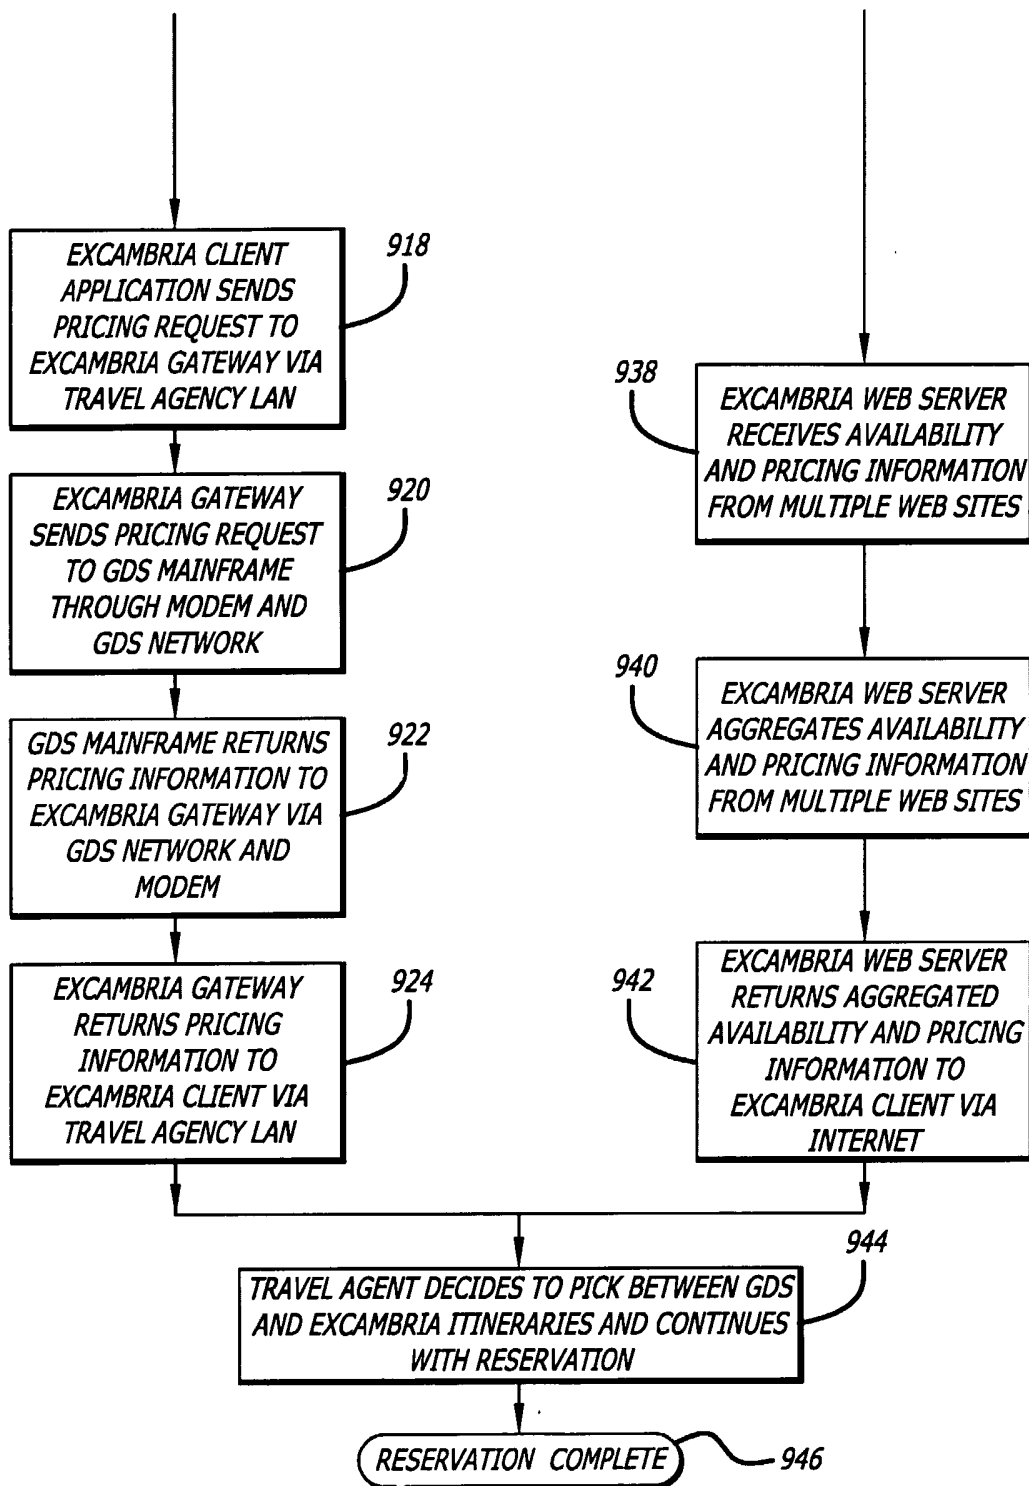 EXCAMBRIA CLIENT
APPLICATION SENDS
PRICING REQUEST TO
EXCAMBRIA GATEWAY VIA
TRAVEL AGENCY LAN
918
EXCAMBRIA GATEWAY
SENDS PRICING REQUEST
TO GDS MAINFRAME
THROUGH MODEM AND
GDS NETWORK
920
GDS MAINFRAME RETURNS
PRICING INFORMATION TO
EXCAMBRIA GATEWAY VIA
GDS NETWORK AND
MODEM
922
EXCAMBRIA GATEWAY
RETURNS PRICING
INFORMATION TO
EXCAMBRIA CLIENT VIA
TRAVEL AGENCY LAN
924
938
EXCAMBRIA WEB SERVER
RECEIVES AVAILABILITY
AND PRICING INFORMATION
FROM MULTIPLE WEB SITES
940
EXCAMBRIA WEB SERVER
AGGREGATES AVAILABILITY
AND PRICING INFORMATION
FROM MULTIPLE WEB SITES
942
EXCAMBRIA WEB SERVER
RETURNS AGGREGATED
AVAILABILITY AND PRICING
INFORMATION TO
EXCAMBRIA CLIENT VIA
INTERNET
944
TRAVEL AGENT DECIDES TO PICK BETWEEN GDS
AND EXCAMBRIA ITINERARIES AND CONTINUES
WITH RESERVATION
RESERVATION COMPLETE
946